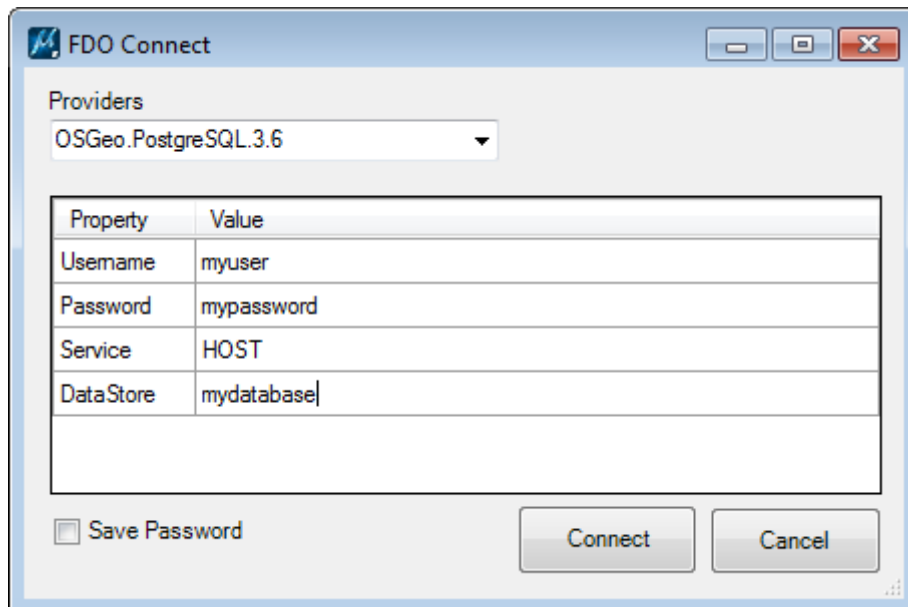 FDO Connect
Providers
OSGeo.PostgreSQL.3.6
Property Value
Username myuser
Password mypassword
Service HOST
DataStore mydatabase
Save Password Connect Cancel